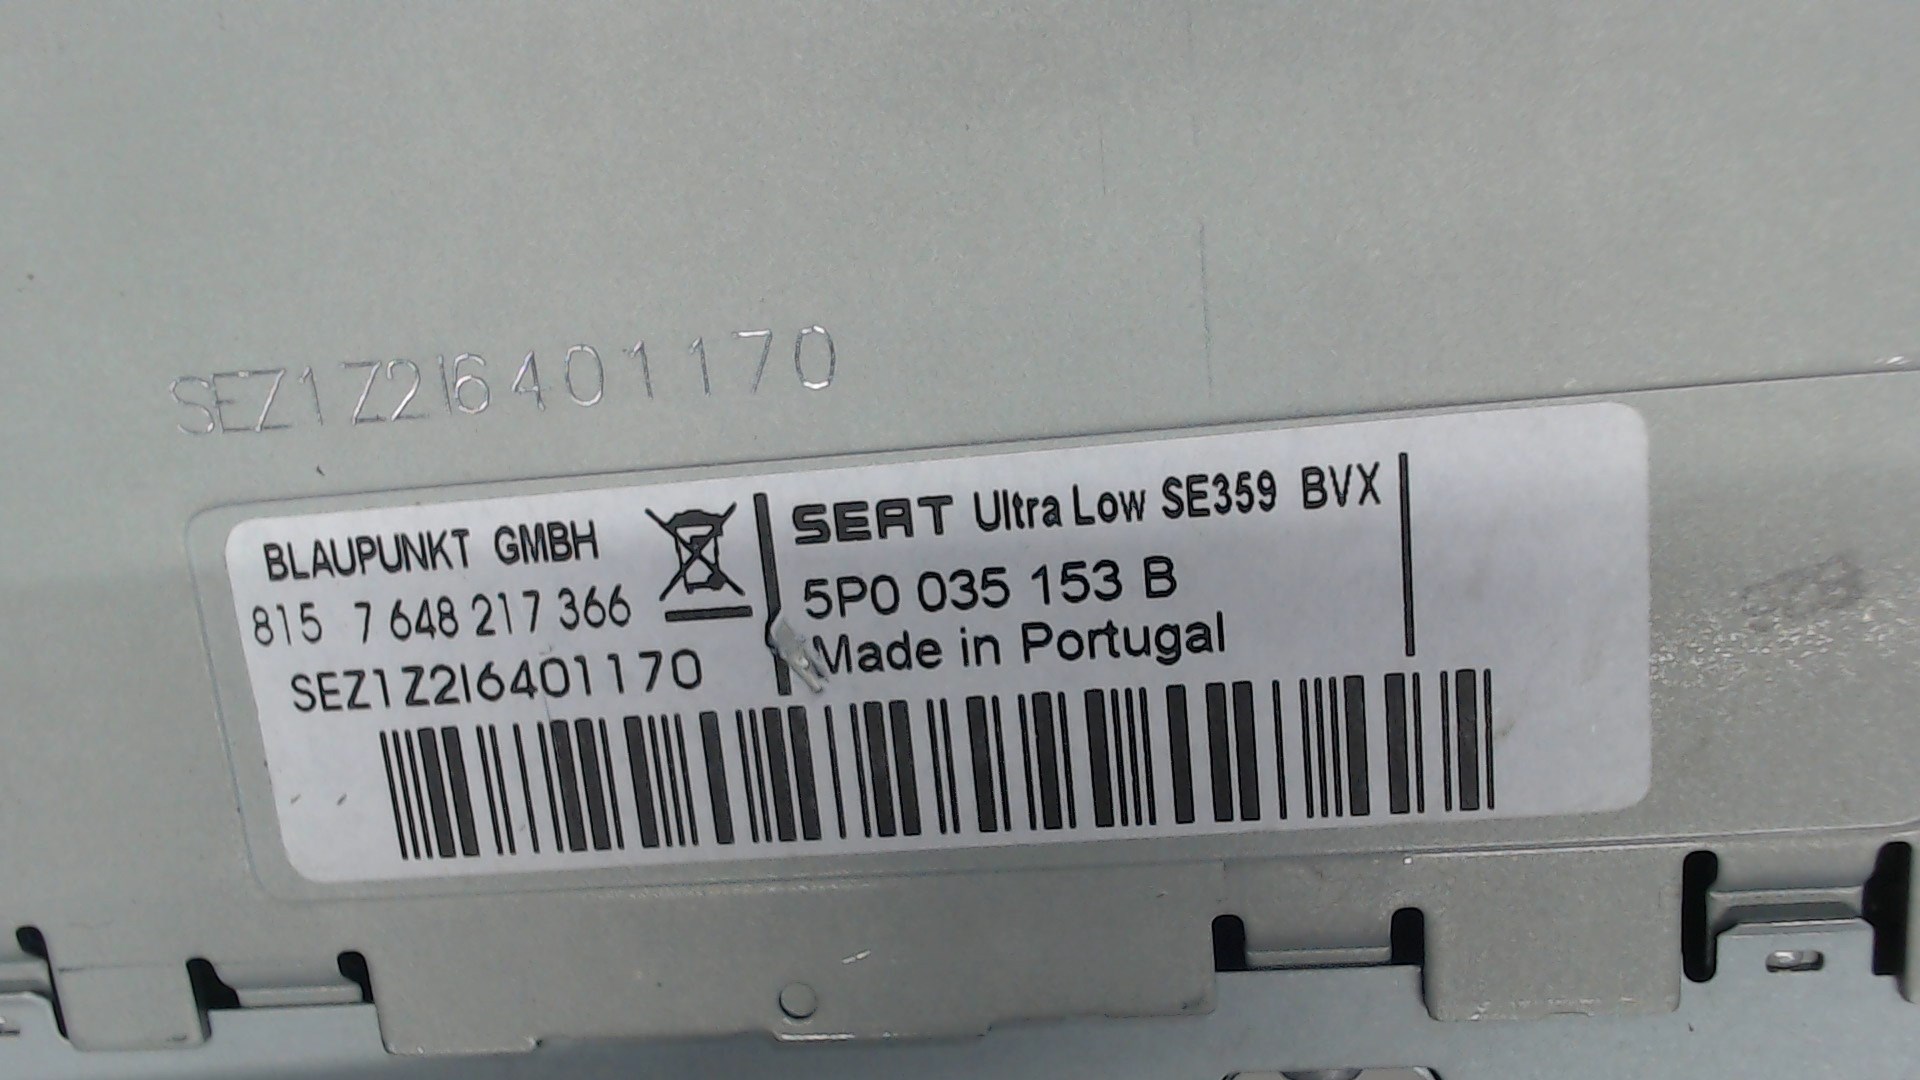 SEZ1Z2I6401170
BLAUPUNKT GMBH
815 7 648 217 366
SEZ1Z2I6401170
SEAT Ultra Low SE359 BVX
5P0 035 153 B
Made in Portugal